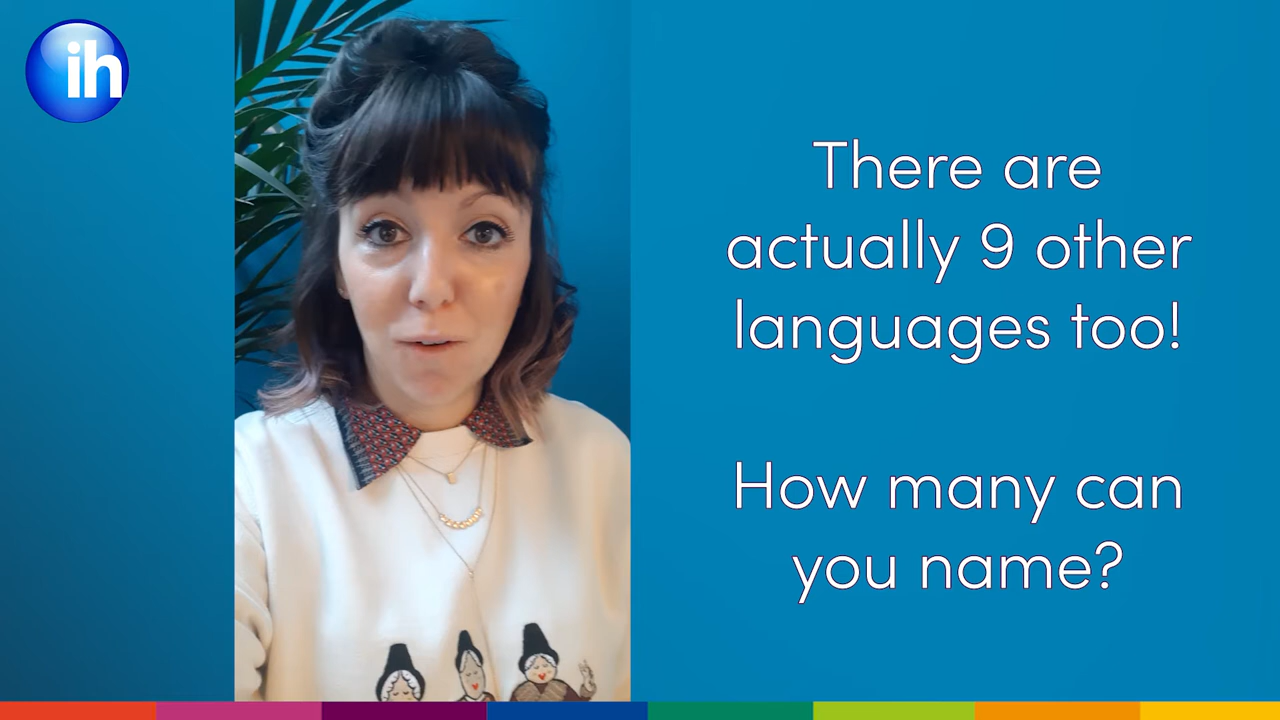 ih
There are
actually 9 other
languages too!
How many can
you name?